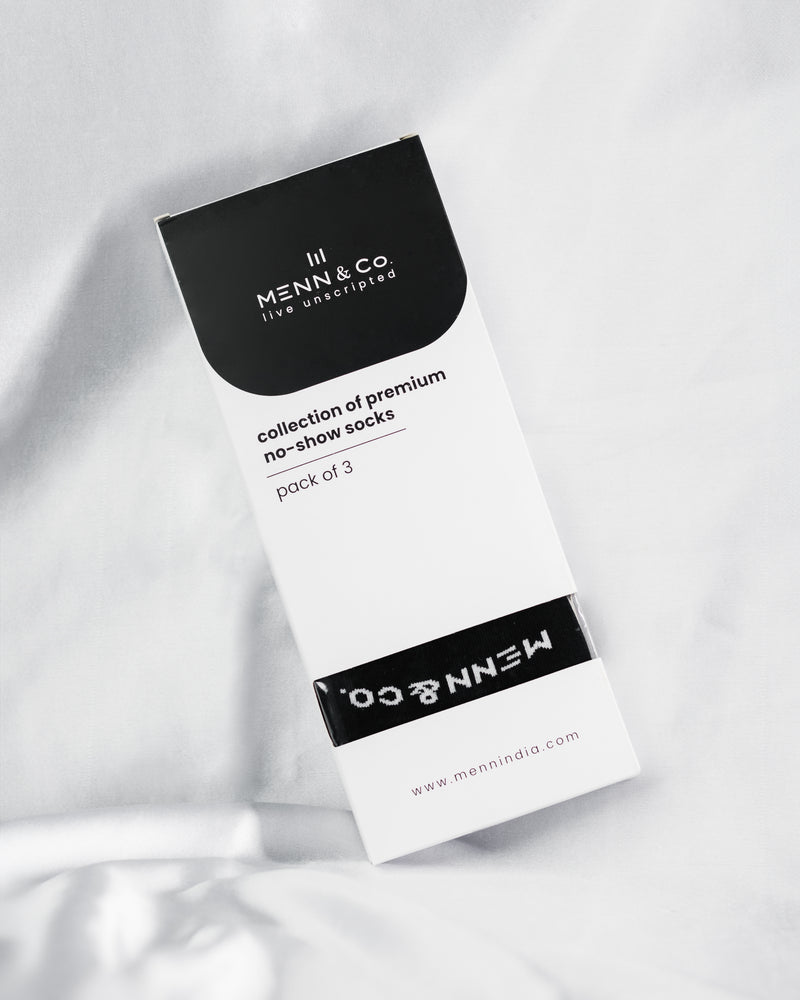 MENN & CO.
live unscripted
collection of premium
no-show socks
pack of 3
MENN&CO.
www.mennindia.com